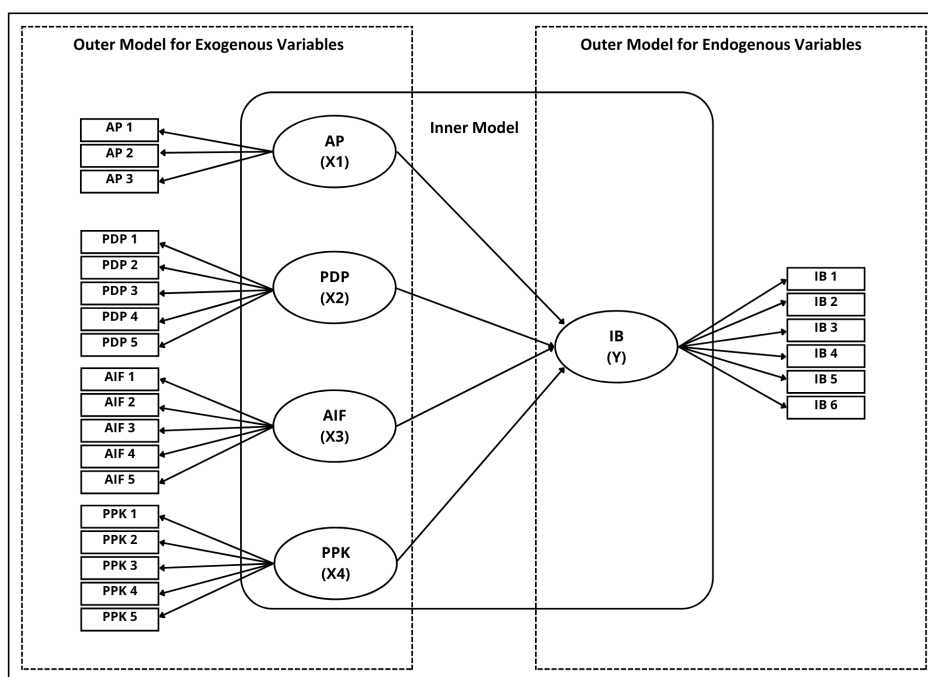 Outer Model for Exogenous Variables
Outer Model for Endogenous Variables
Inner Model
AP 1
AP 2
AP 3
AP
(X1)
PDP 1
PDP 2
PDP 3
PDP 4
PDP 5
PDP
(X2)
AIF 1
AIF 2
AIF 3
AIF 4
AIF 5
AIF
(X3)
PPK 1
PPK 2
PPK 3
PPK 4
PPK 5
PPK
(X4)
IB
(Y)
IB 1
IB 2
IB 3
IB 4
IB 5
IB 6